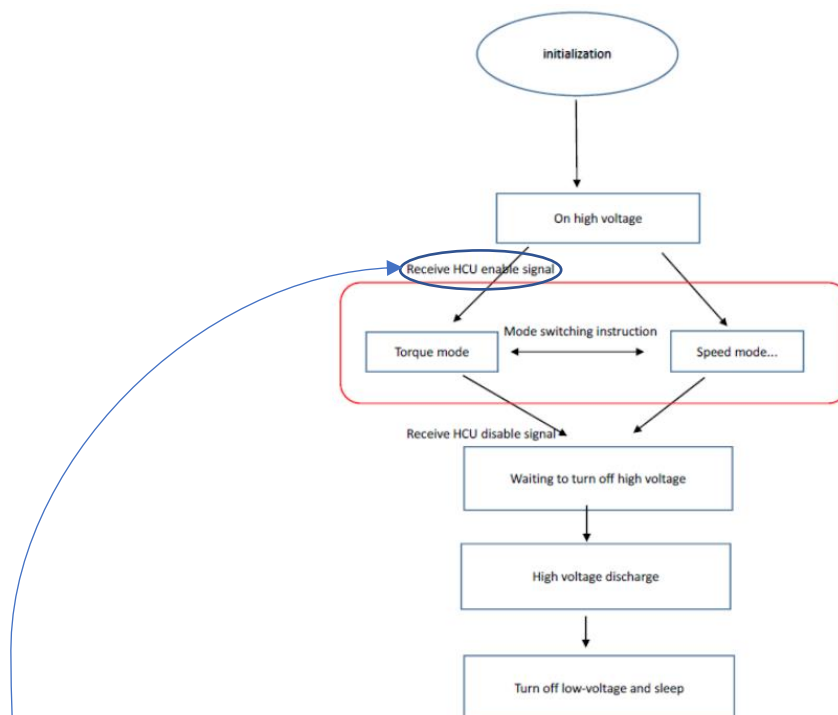 initialization
On high voltage
Receive HCU enable signal
Mode switching instruction
Torque mode
Speed mode...
Receive HCU disable signal
Waiting to turn off high voltage
High voltage discharge
Turn off low-voltage and sleep